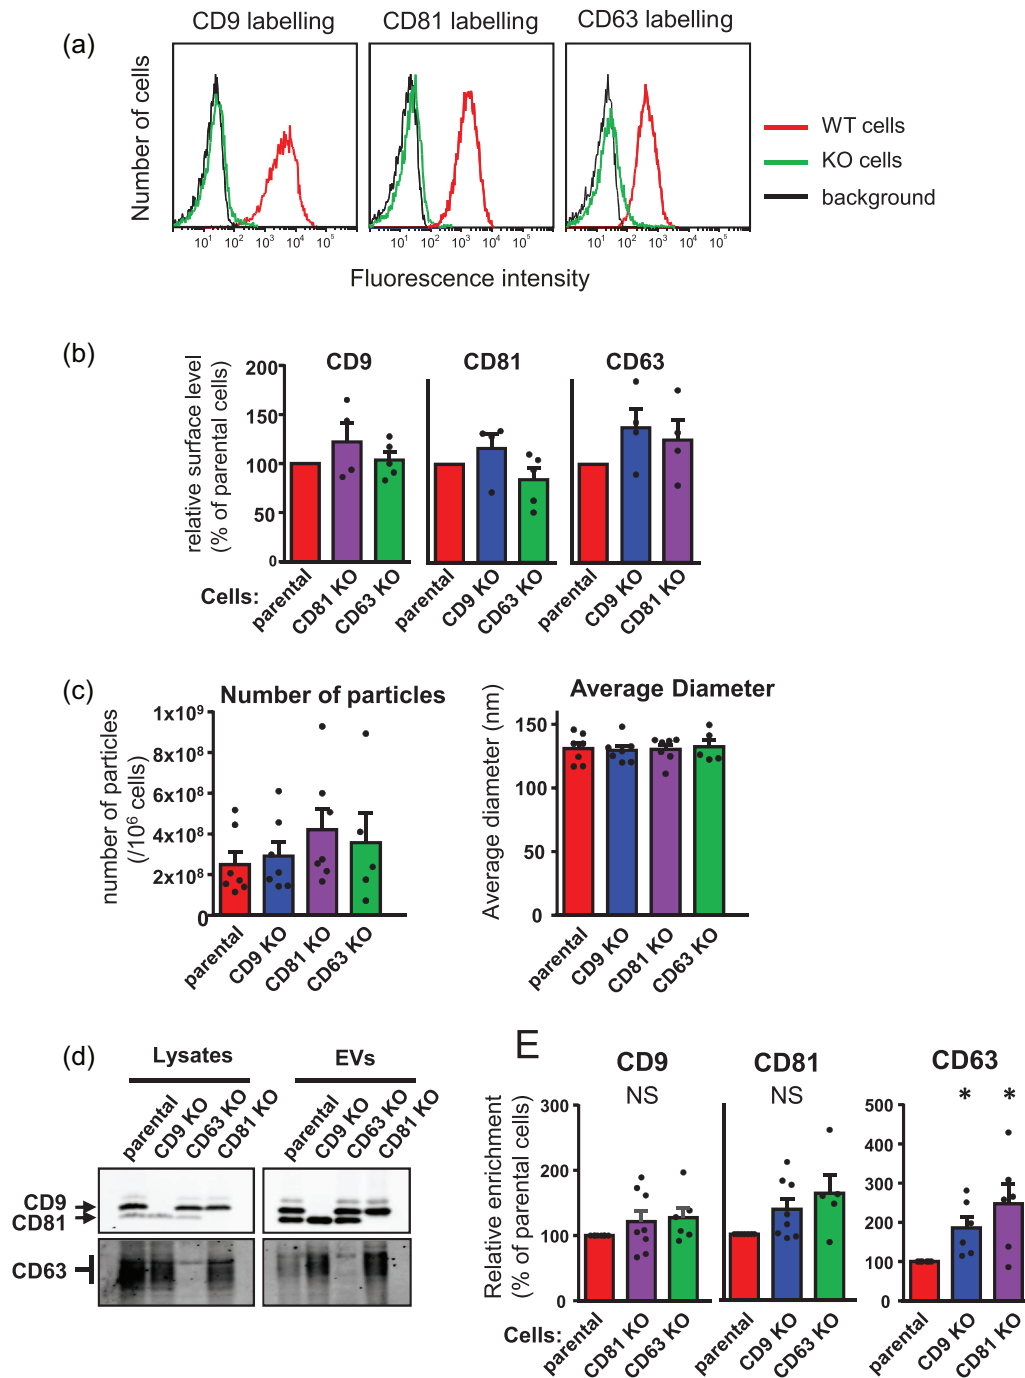 (a)
CD9 labelling
CD81 labelling
CD63 labelling
Number of cells
10¹ 10² 10³ 10⁴ 10⁵
10¹ 10² 10³ 10⁴ 10⁵
10¹ 10² 10³ 10⁴ 10⁵
Fluorescence intensity
WT cells
KO cells
background
(b)
relative surface level
(% of parental cells)
200
150
100
50
0
CD9
CD81
CD63
Cells:
parental
CD81 KO
CD63 KO
parental
CD9 KO
CD63 KO
parental
CD9 KO
CD81 KO
(c)
Number of particles
number of particles
(/10⁶ cells)
1x10⁹
8x10⁸
6x10⁸
4x10⁸
2x10⁸
0
parental
CD9 KO
CD81 KO
CD63 KO
Average Diameter
Average diameter (nm)
150
100
50
0
parental
CD9 KO
CD81 KO
CD63 KO
(d)
Lysates
EVs
parental
CD9 KO
CD63 KO
CD81 KO
parental
CD9 KO
CD63 KO
CD81 KO
CD9
CD81
CD63
E
Relative enrichment
(% of parental cells)
CD9
NS
300
200
100
0
CD81
NS
CD63
* *
500
400
300
200
100
0
Cells:
parental
CD81 KO
CD63 KO
parental
CD9 KO
CD63 KO
parental
CD9 KO
CD81 KO